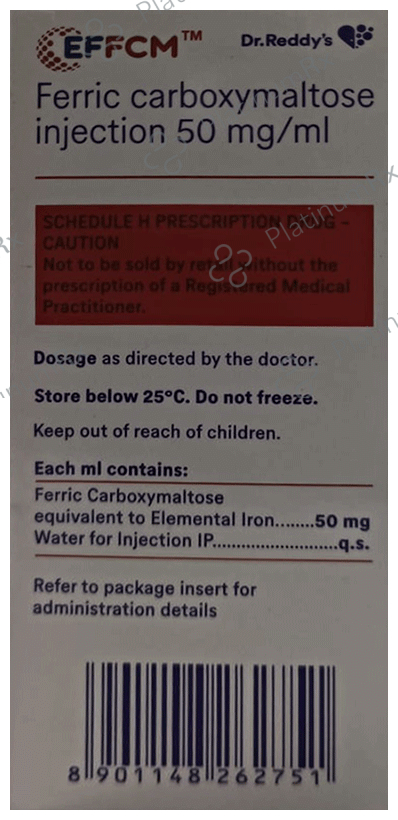 EFFCM™ Dr.Reddy's
Ferric carboxymaltose
injection 50 mg/ml
SCHEDULE H PRESCRIPTION DRUG -
CAUTION
Not to be sold by retail without the
prescription of a Registered Medical
Practitioner.
Dosage as directed by the doctor.
Store below 25°C. Do not freeze.
Keep out of reach of children.
Each ml contains:
Ferric Carboxymaltose
equivalent to Elemental Iron........50 mg
Water for Injection IP...........................q.s.
Refer to package insert for
administration details
8 901148 262751